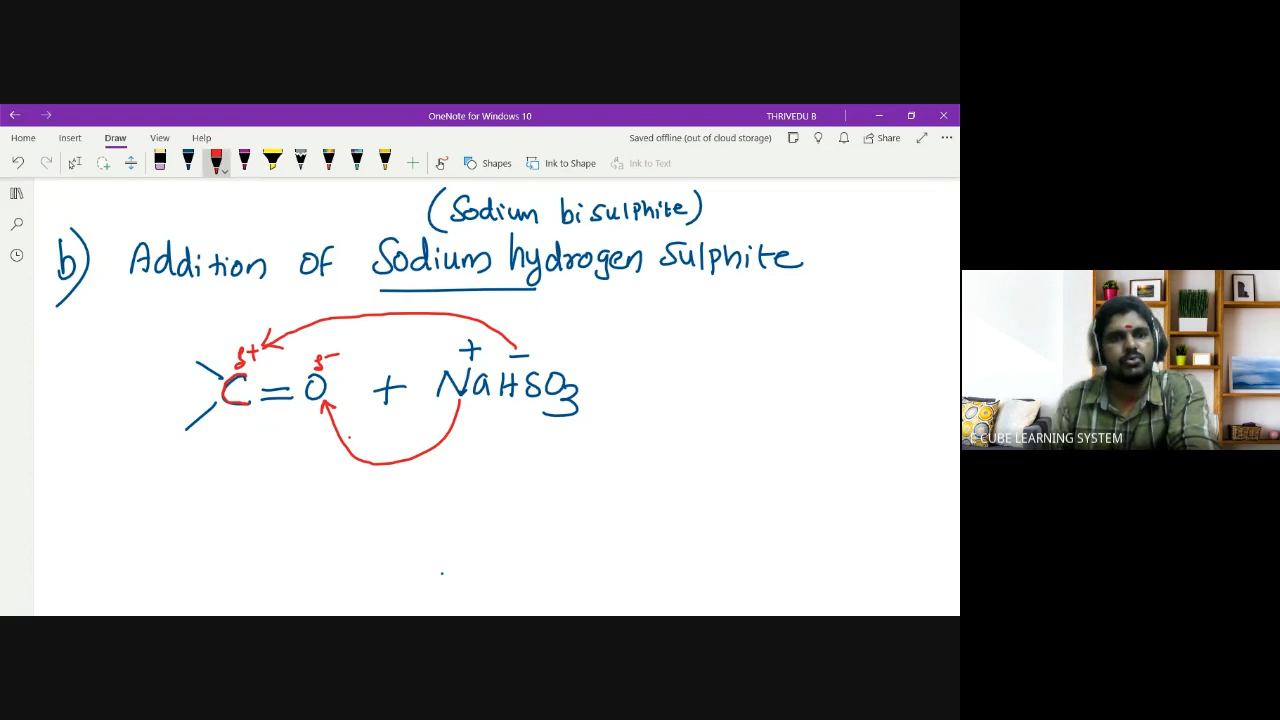 OneNote for Windows 10
THRIVEDU B
Home Insert Draw View Help
Saved offline (out of cloud storage)
Share
Shapes
Ink to Shape
Ink to Text
(Sodium bisulphite)
b) Addition of Sodium hydrogen sulphite
δ+ δ− + −
C = O + NaHSO3
E CUBE LEARNING SYSTEM